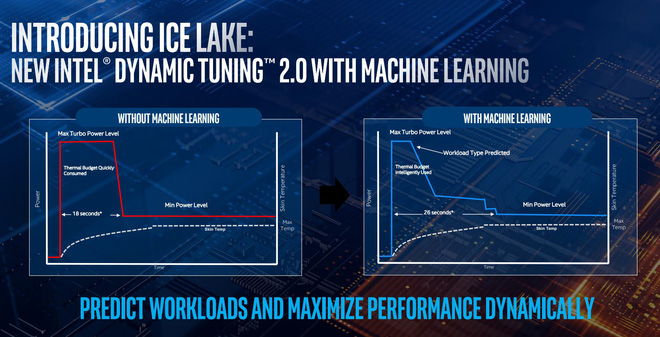 INTRODUCING ICE LAKE:
NEW INTEL® DYNAMIC TUNING™ 2.0 WITH MACHINE LEARNING
WITHOUT MACHINE LEARNING
Max Turbo Power Level
Thermal Budget Quickly
Consumed
Power
18 seconds*
Min Power Level
Skin Temp
Skin Temperature
Max
Temp
Time
WITH MACHINE LEARNING
Max Turbo Power Level
Workload Type Predicted
Thermal Budget
Intelligently Used
Power
26 seconds*
Min Power Level
Skin Temp
Skin Temperature
Max
Temp
Time
PREDICT WORKLOADS AND MAXIMIZE PERFORMANCE DYNAMICALLY